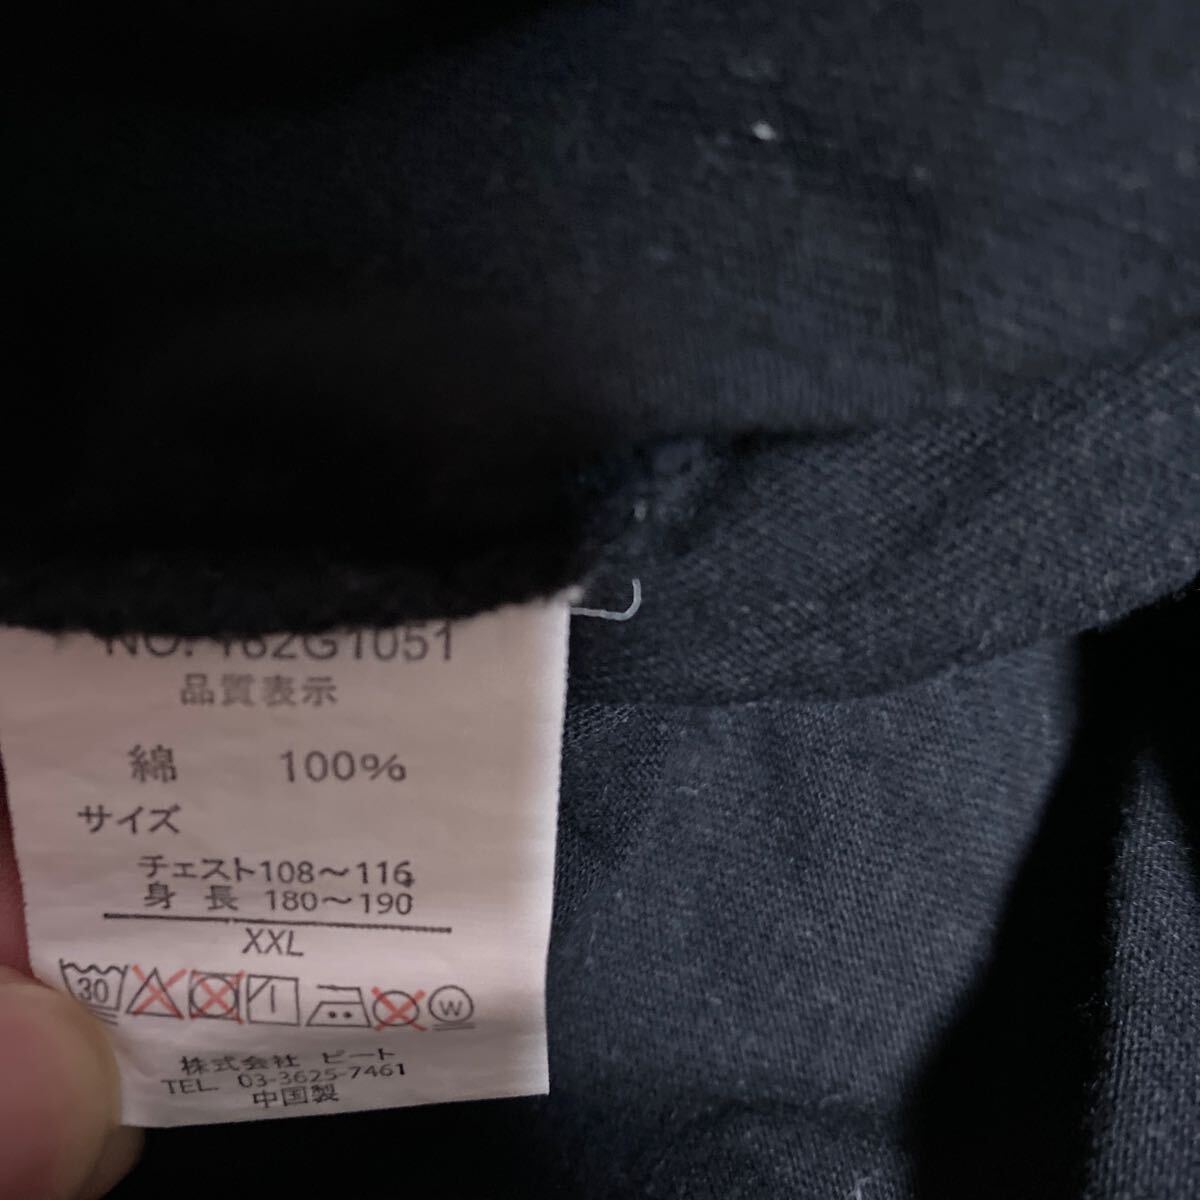 NO. 162G1051
品質表示
綿 100%
サイズ
チェスト108～116
身 長 180～190
XXL
30 W
株式会社 ビート
TEL. 03-3625-7461
中国製